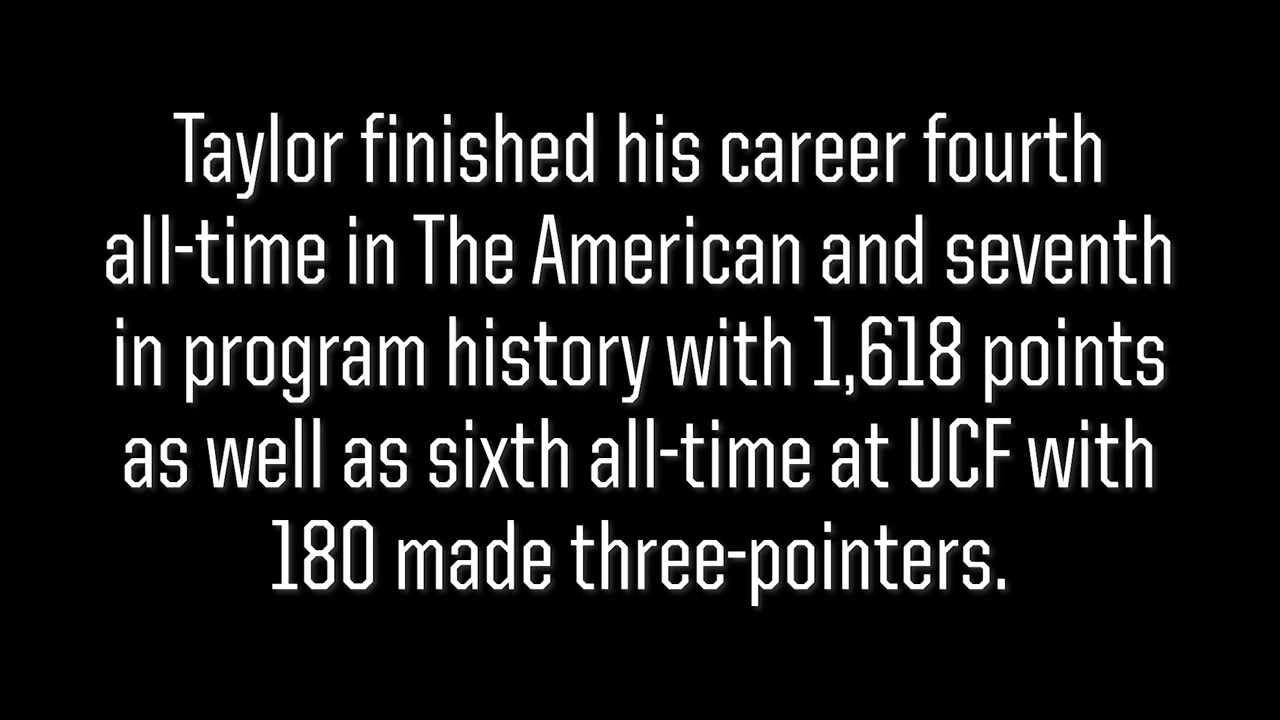 Taylor finished his career fourth
all-time in The American and seventh
in program history with 1,618 points
as well as sixth all-time at UCF with
180 made three-pointers.